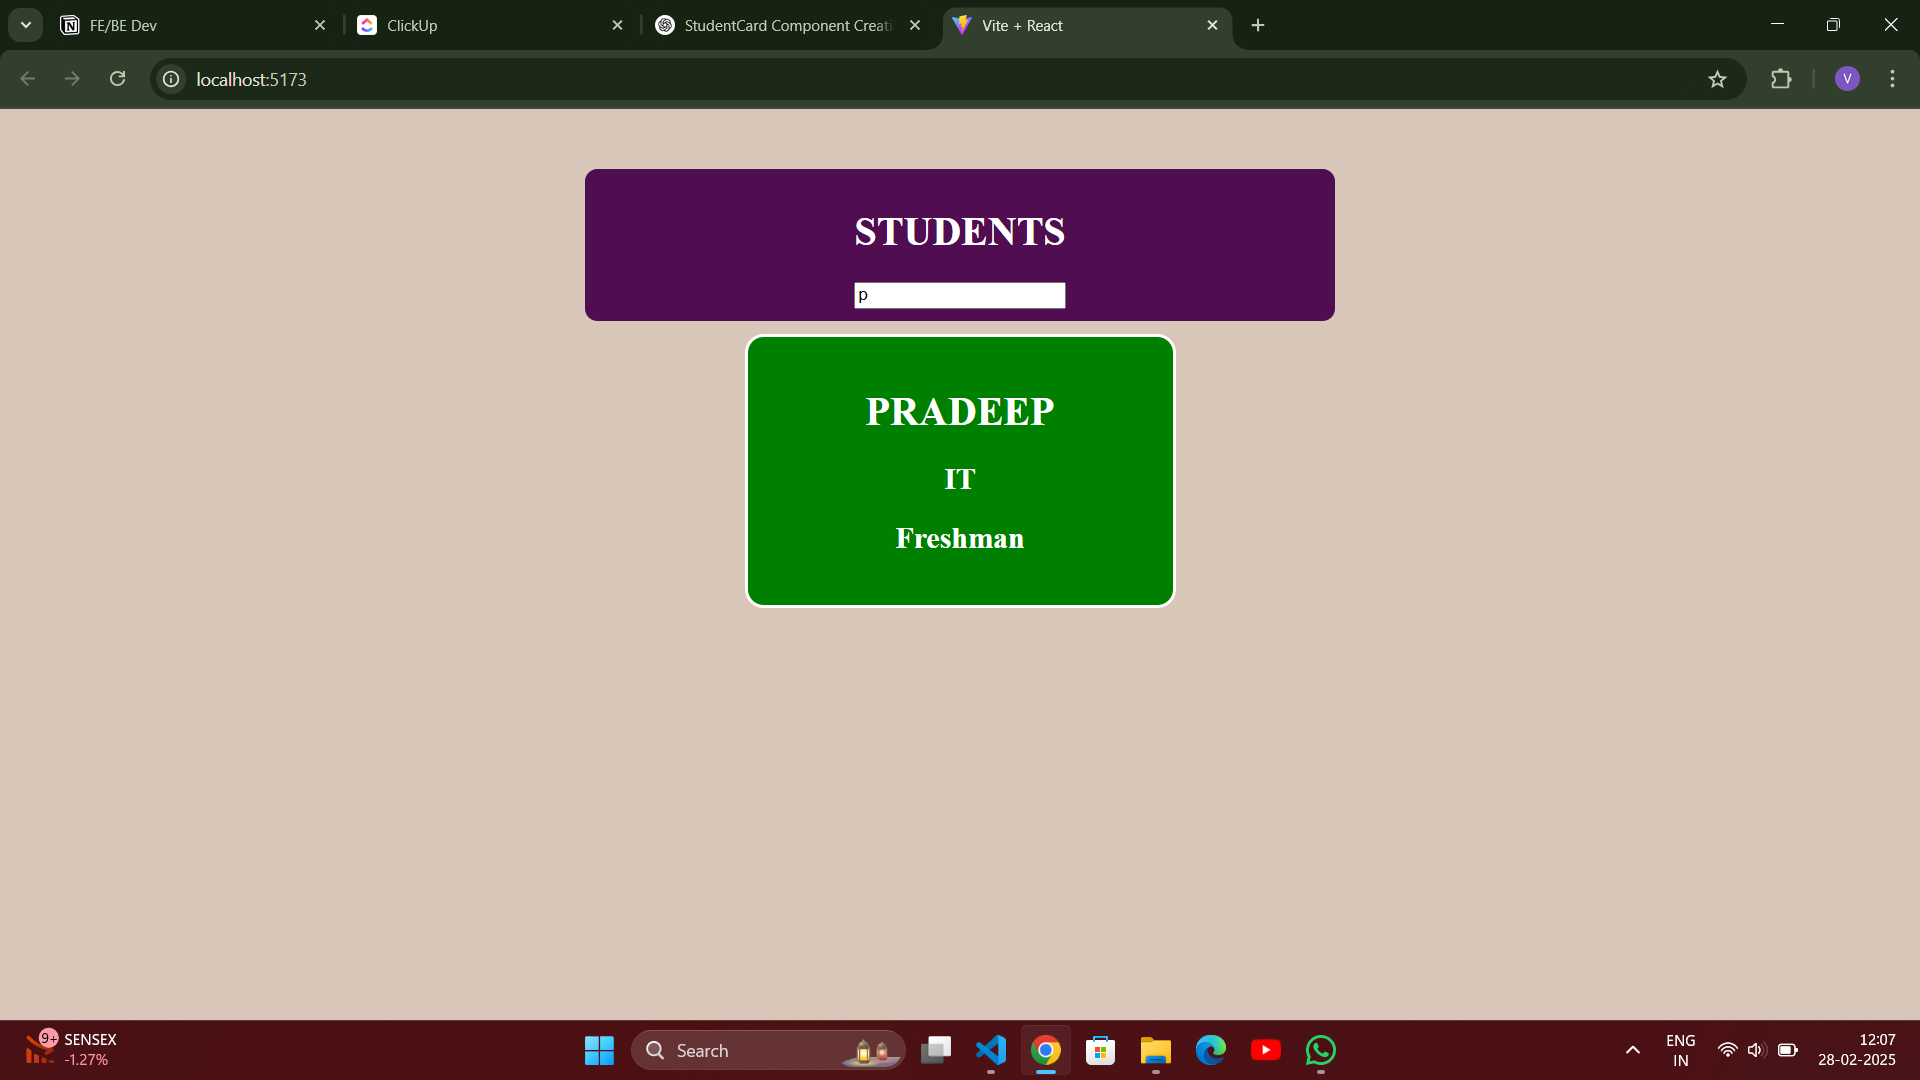 FE/BE Dev
ClickUp
StudentCard Component Creati
Vite + React
localhost:5173
V
STUDENTS
p
PRADEEP
IT
Freshman
9+
SENSEX
-1.27%
Search
ENG
IN
12:07
28-02-2025